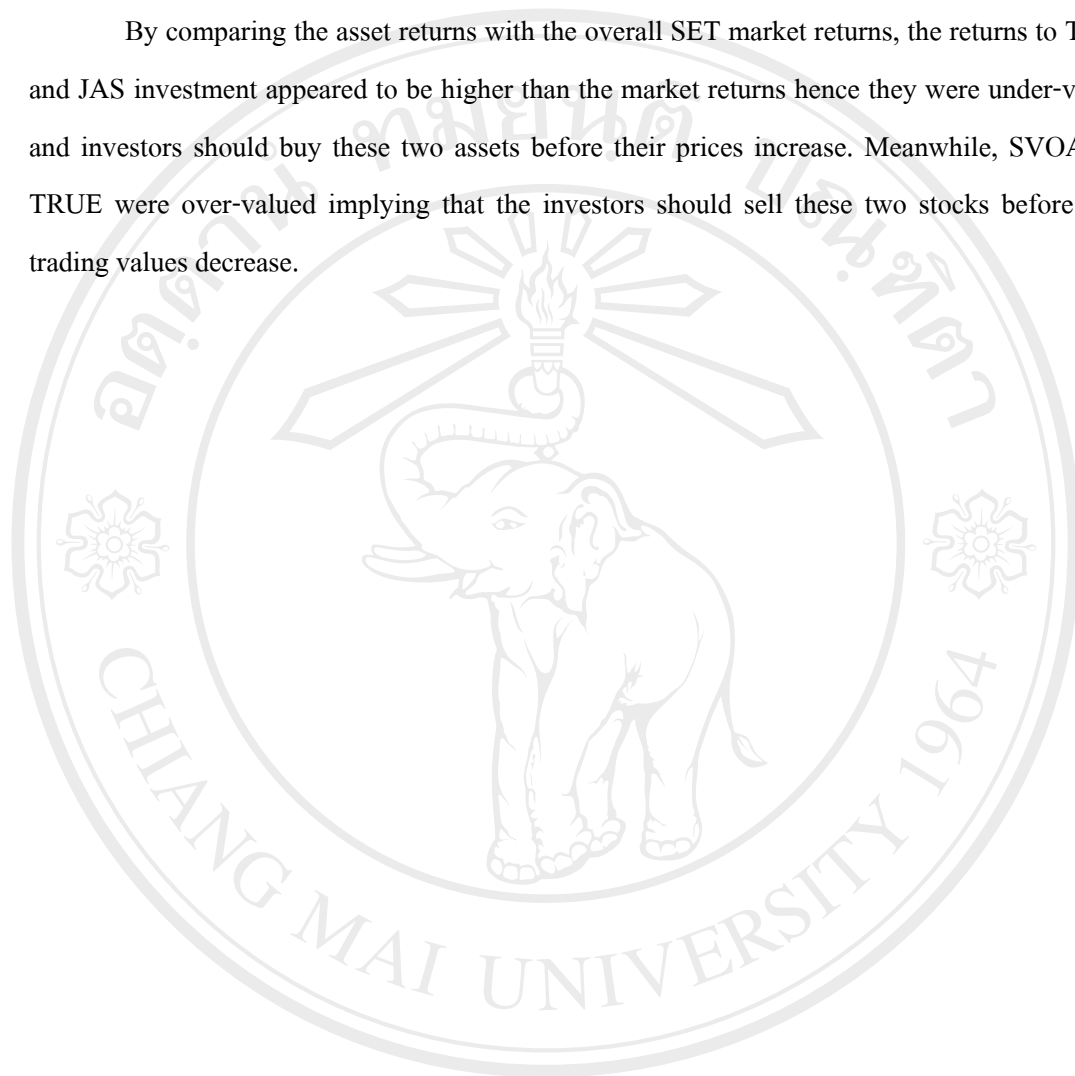 By comparing the asset returns with the overall SET market returns, the returns to
and JAS investment appeared to be higher than the market returns hence they were
and investors should buy these two assets before their prices increase. Meanwhile,
TRUE were over-valued implying that the investors should sell these two stocks before
trading values decrease.
CHIANG MAI UNIVERSITY 1964